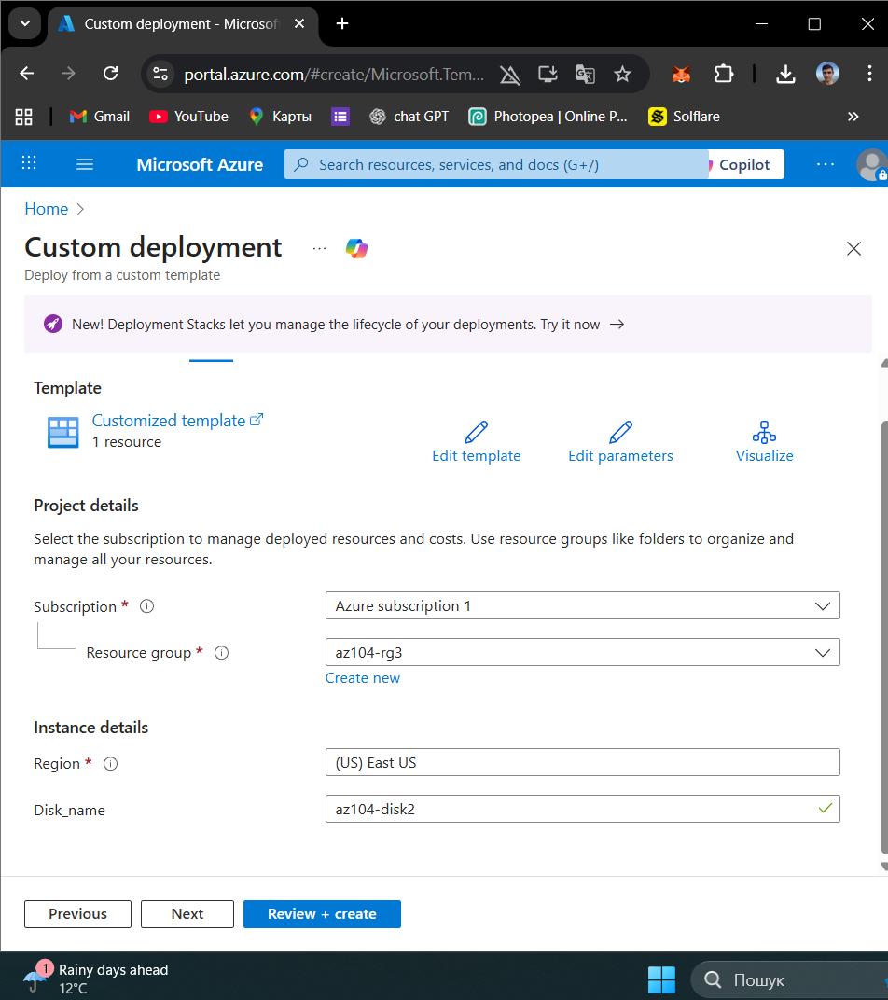 Custom deployment - Microsof
portal.azure.com/#create/Microsoft.Tem...
Gmail
YouTube
Карты
chat GPT
Photopea | Online P...
Solflare
Microsoft Azure
Search resources, services, and docs (G+/)
Copilot
Home
Custom deployment
Deploy from a custom template
New! Deployment Stacks let you manage the lifecycle of your deployments. Try it now →
Template
Customized template
1 resource
Edit template
Edit parameters
Visualize
Project details
Select the subscription to manage deployed resources and costs. Use resource groups like folders to organize and
manage all your resources.
Subscription *
Azure subscription 1
Resource group *
az104-rg3
Create new
Instance details
Region *
(US) East US
Disk_name
az104-disk2
Previous
Next
Review + create
1
Rainy days ahead
12°C
Пошук